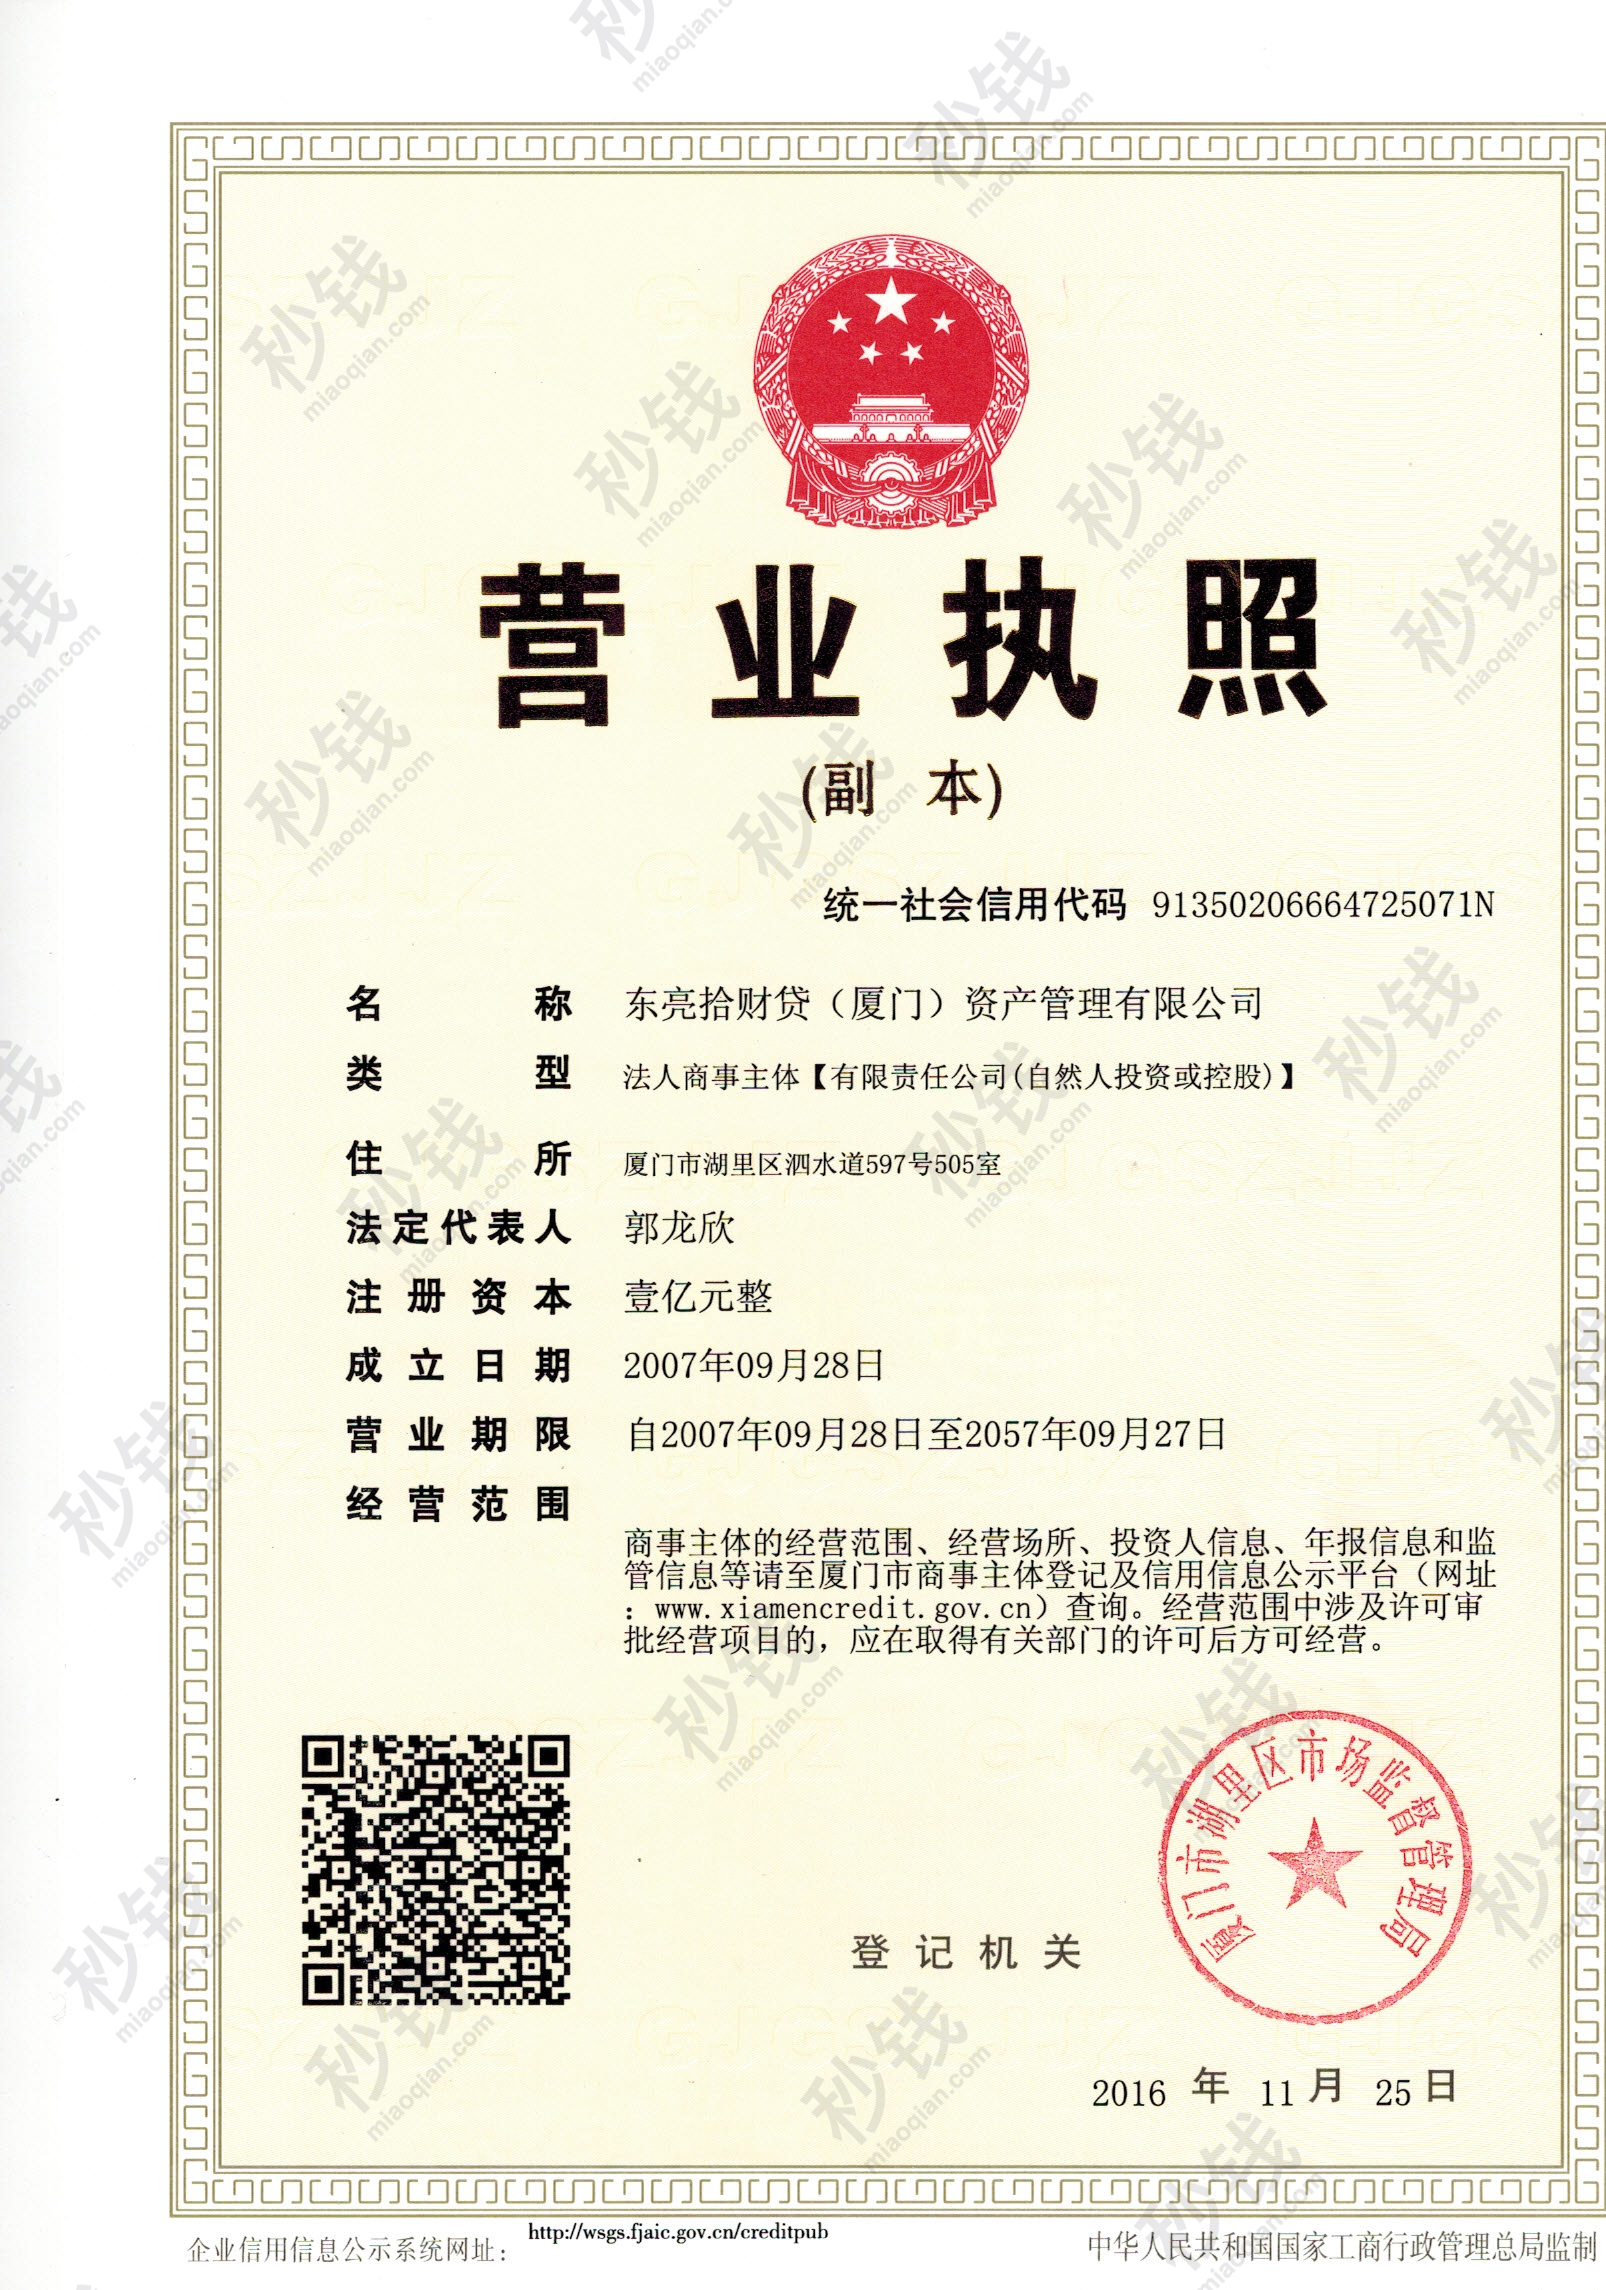 营业执照
(副 本)
统一社会信用代码 91350206664725071N
名称 东亮拾财贷（厦门）资产管理有限公司
类型 法人商事主体【有限责任公司(自然人投资或控股)】
住所 厦门市湖里区泗水道597号505室
法定代表人 郭龙欣
注册资本 壹亿元整
成立日期 2007年09月28日
营业期限 自2007年09月28日至2057年09月27日
经营范围
商事主体的经营范围、经营场所、投资人信息、年报信息和监
管信息等请至厦门市商事主体登记及信用信息公示平台（网址
：www.xiamencredit.gov.cn）查询。经营范围中涉及许可审
批经营项目的，应在取得有关部门的许可后方可经营。
厦门市湖里区市场监督管理局
登记机关
2016 年 11 月 25 日
企业信用信息公示系统网址： http://wsgs.fjaic.gov.cn/creditpub
中华人民共和国国家工商行政管理总局监制
秒钱
miaoqian.com